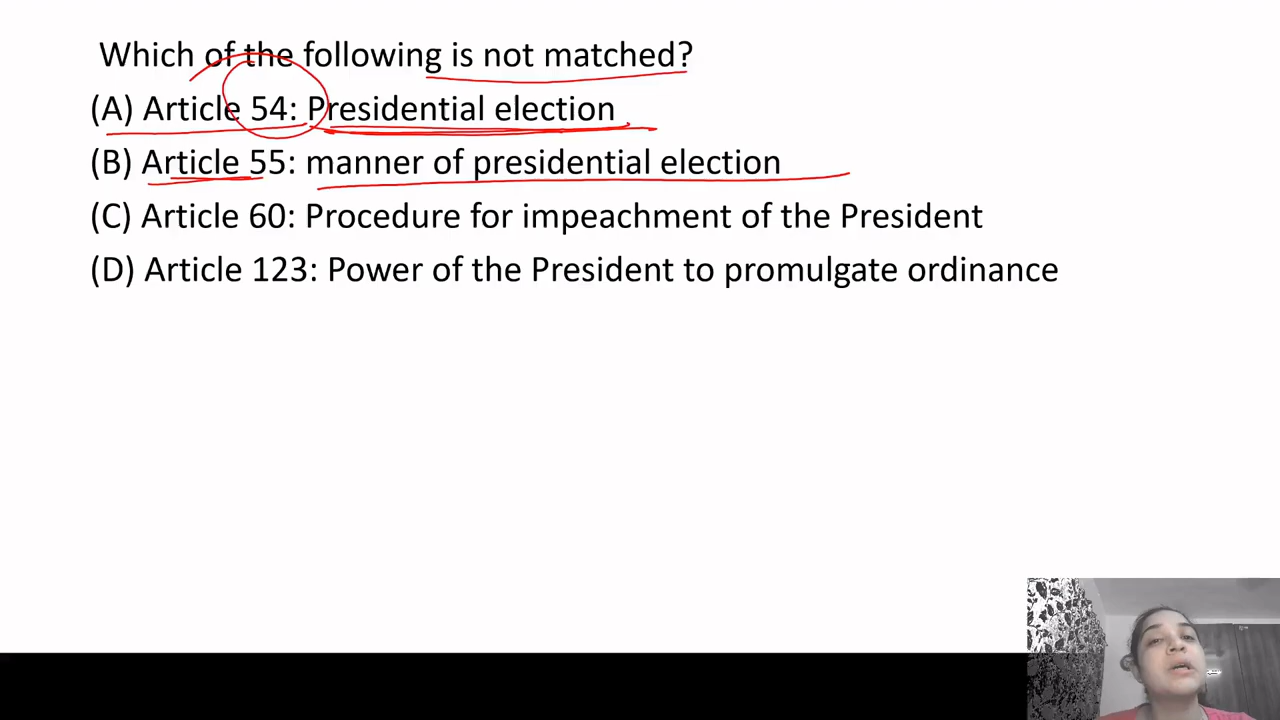 Which of the following is not matched?
(A) Article 54: Presidential election
(B) Article 55: manner of presidential election
(C) Article 60: Procedure for impeachment of the President
(D) Article 123: Power of the President to promulgate ordinance